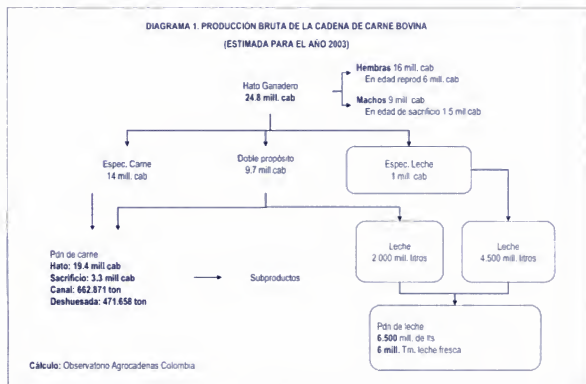 DIAGRAMA 1. PRODUCCIÓN BRUTA DE LA CADENA DE CARNE BOVINA
(ESTIMADA PARA EL AÑO 2003)
Hato Ganadero
24.8 mill. cab
Hembras 16 mill. cab
En edad reprod 6 mill. cab
Machos 9 mill cab
En edad de sacrificio 1 5 mil cab
Espec. Carne
14 mill. cab
Doble propósito
9.7 mill cab
Espec. Leche
1 mill. cab
Pdn de carne
Hato: 19.4 mill cab
Sacrificio: 3.3 mill cab
Canal: 662.871 ton
Deshuesada: 471.658 ton
Subproductos
Leche
2 000 mill. litros
Leche
4.500 mill. litros
Pdn de leche
6.500 mill. de lts
6 mill. Tm. leche fresca
Cálculo: Observatorio Agrocadenas Colombia